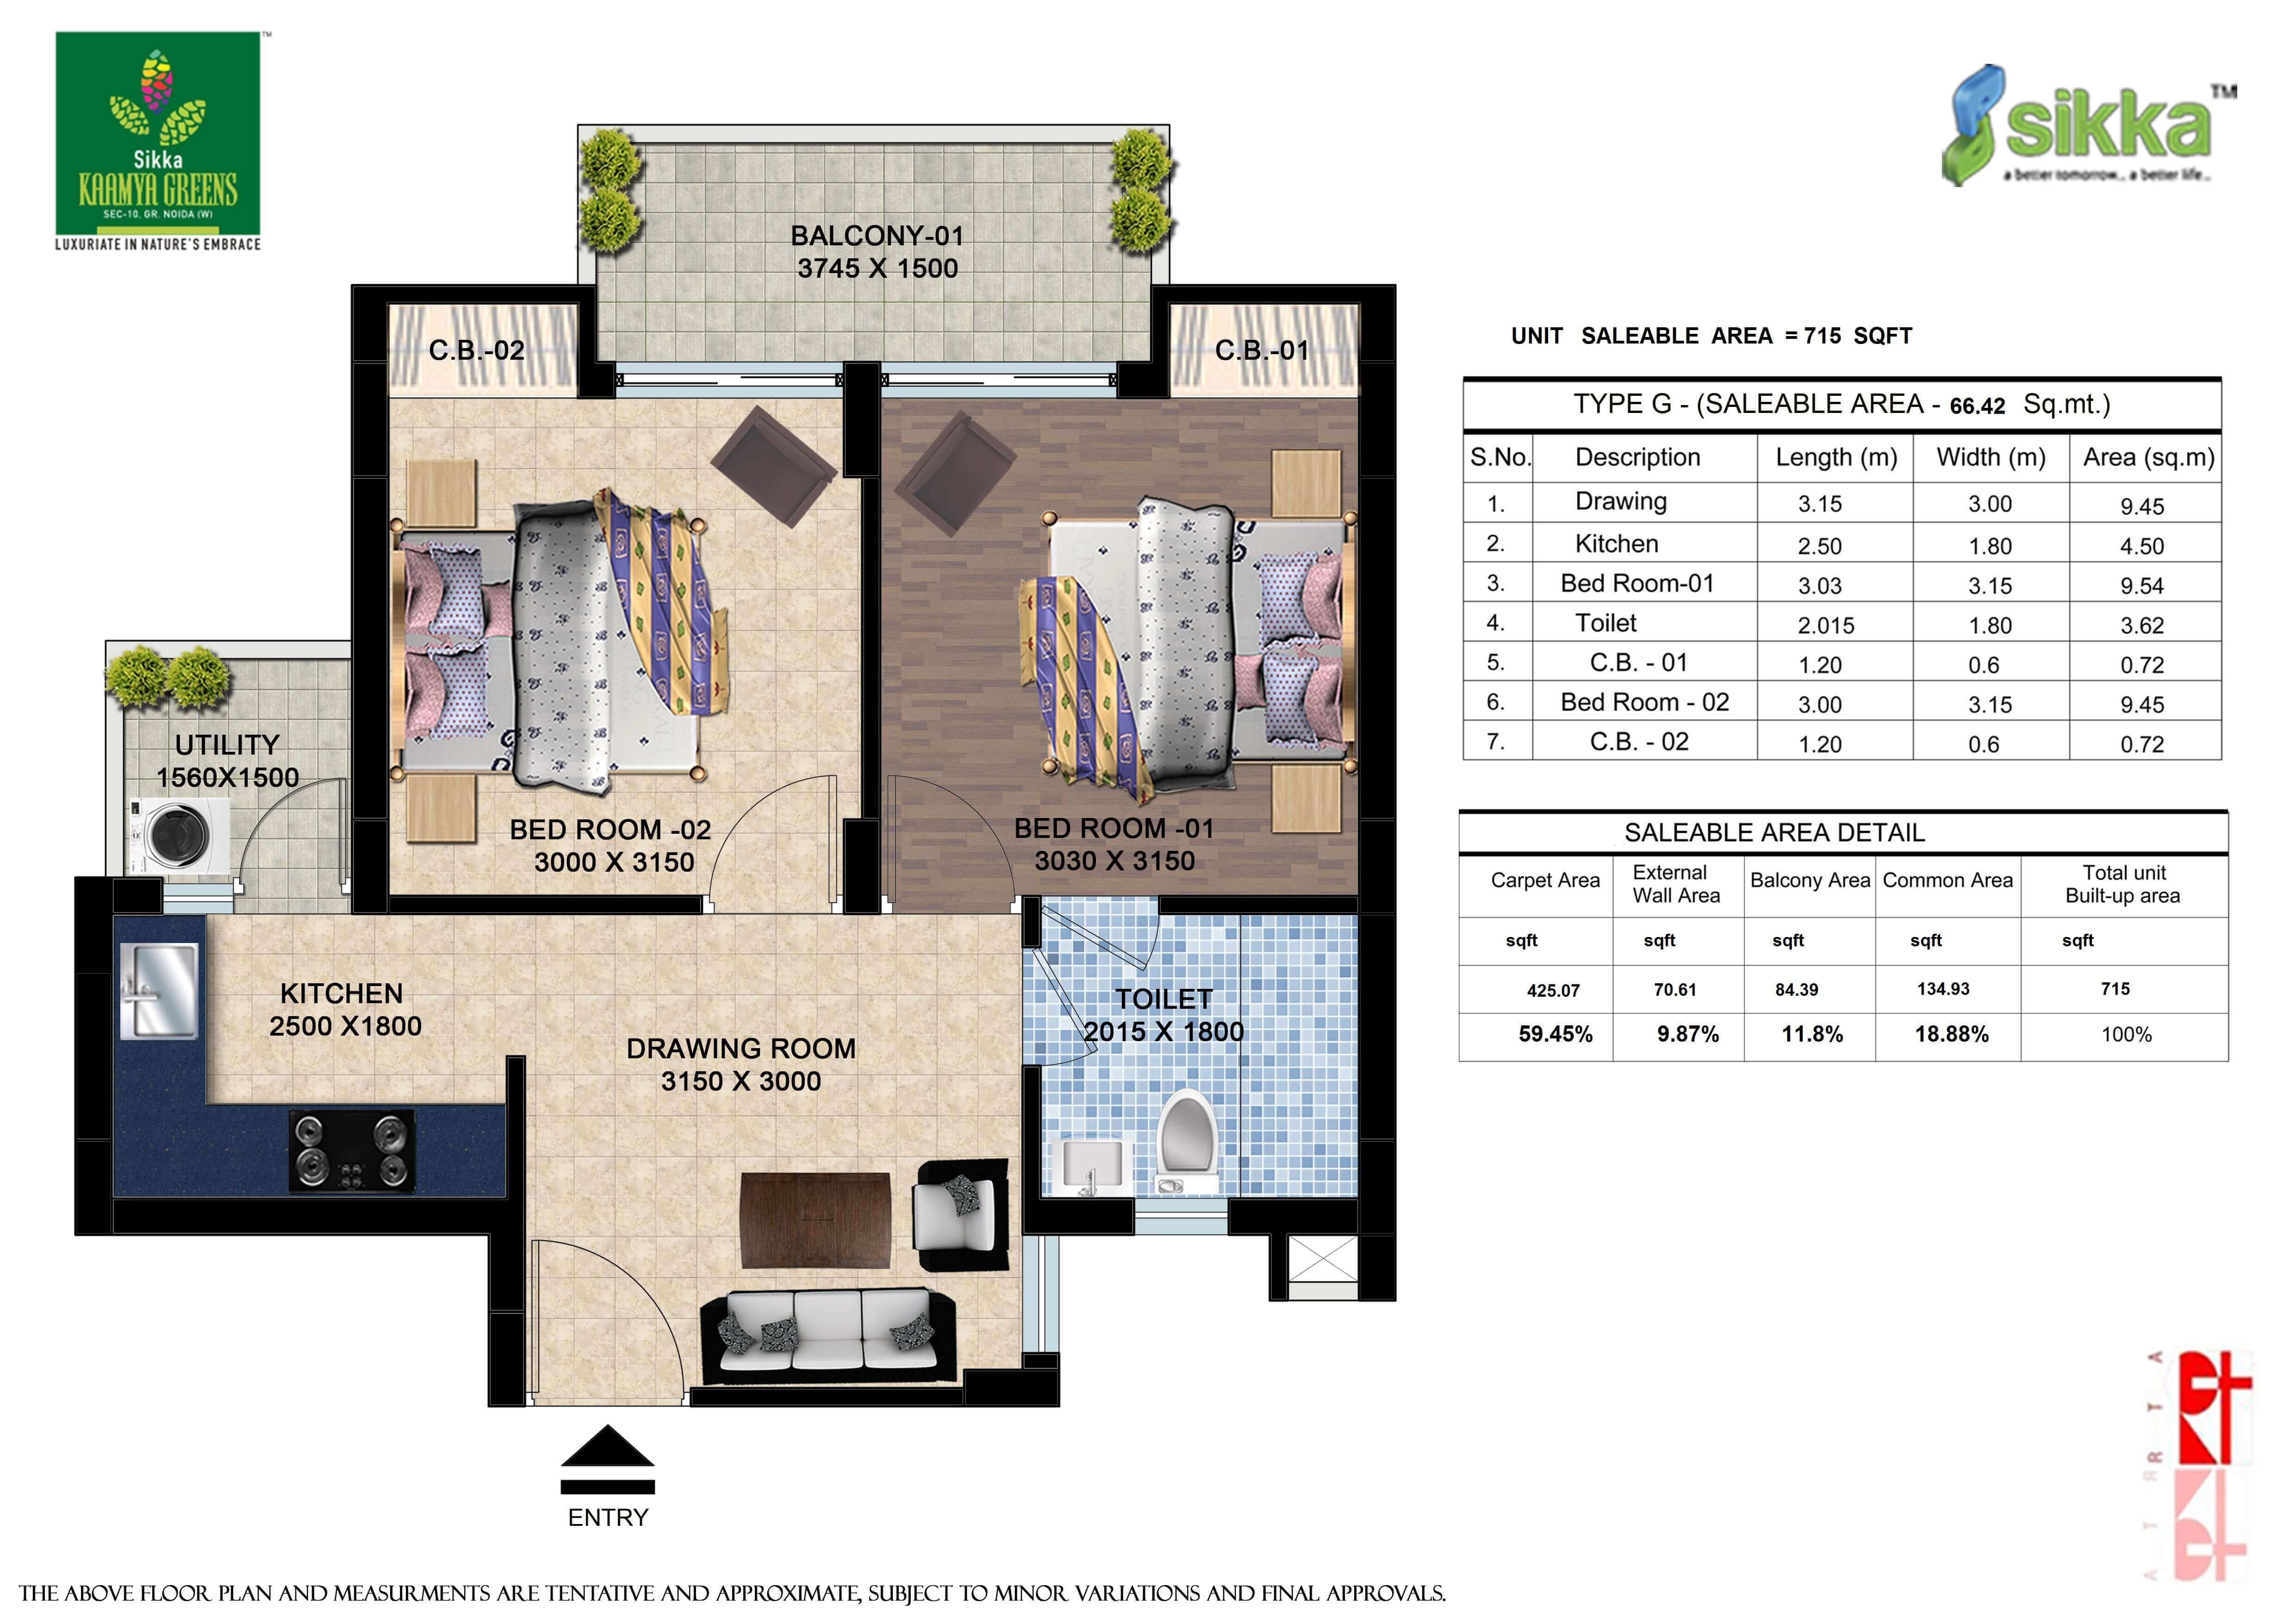 Sikka
KAAMYA GREENS
SEC-10, GR. NOIDA (W)
LUXURIATE IN NATURE'S EMBRACE
TM
sikka
TM
a better tomorrow... a better life...
BALCONY-01
3745 X 1500
C.B.-02
C.B.-01
UTILITY
1560X1500
BED ROOM -02
3000 X 3150
BED ROOM -01
3030 X 3150
KITCHEN
2500 X1800
DRAWING ROOM
3150 X 3000
TOILET
2015 X 1800
ENTRY
UNIT SALEABLE AREA = 715 SQFT
TYPE G - (SALEABLE AREA - 66.42 Sq.mt.)
S.No. Description Length (m) Width (m) Area (sq.m)
1. Drawing 3.15 3.00 9.45
2. Kitchen 2.50 1.80 4.50
3. Bed Room-01 3.03 3.15 9.54
4. Toilet 2.015 1.80 3.62
5. C.B. - 01 1.20 0.6 0.72
6. Bed Room - 02 3.00 3.15 9.45
7. C.B. - 02 1.20 0.6 0.72
SALEABLE AREA DETAIL
Carpet Area External Wall Area Balcony Area Common Area Total unit Built-up area
sqft sqft sqft sqft sqft
425.07 70.61 84.39 134.93 715
59.45% 9.87% 11.8% 18.88% 100%
THE ABOVE FLOOR PLAN AND MEASURMENTS ARE TENTATIVE AND APPROXIMATE, SUBJECT TO MINOR VARIATIONS AND FINAL APPROVALS.